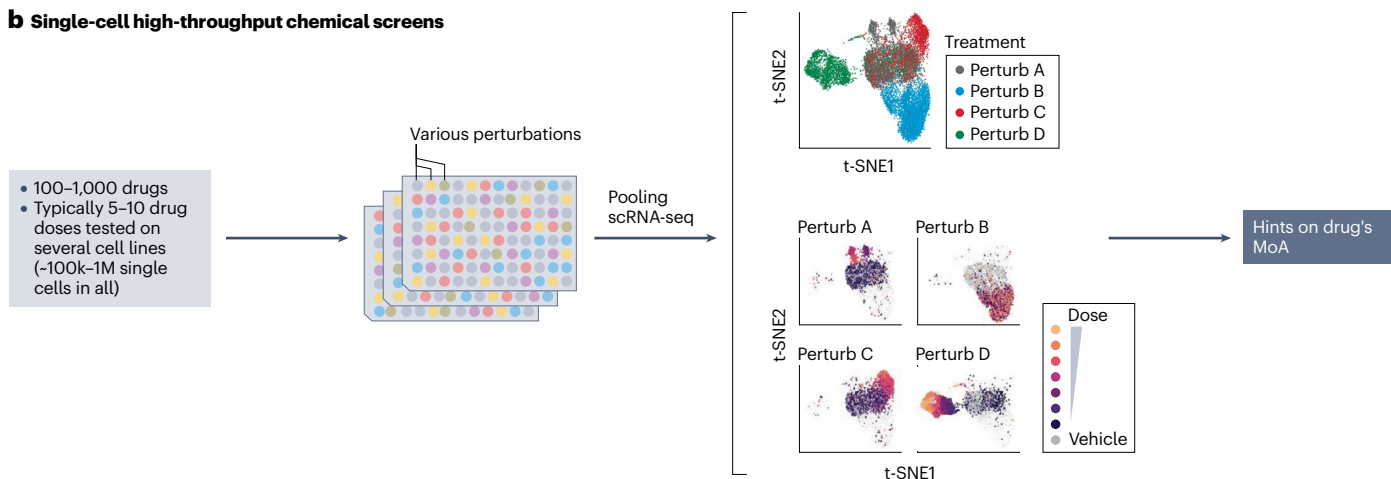 b Single-cell high-throughput chemical screens
• 100–1,000 drugs
• Typically 5–10 drug
doses tested on
several cell lines
(~100k–1M single
cells in all)
Various perturbations
Pooling
scRNA-seq
t-SNE2
t-SNE1
Treatment
Perturb A
Perturb B
Perturb C
Perturb D
Perturb A
Perturb B
Perturb C
Perturb D
t-SNE2
t-SNE1
Dose
Vehicle
Hints on drug's
MoA